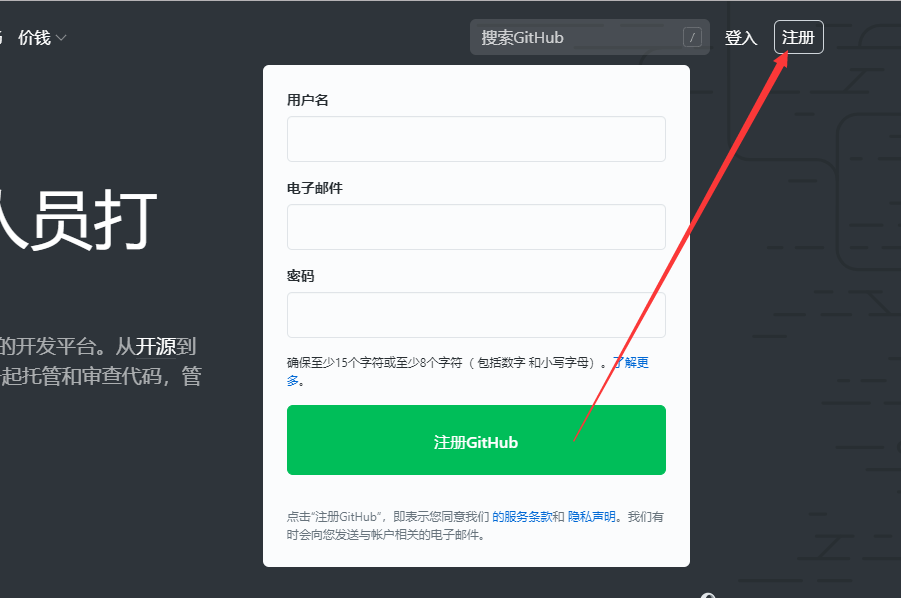 价钱
搜索GitHub
/
登入
注册
用户名
电子邮件
密码
人员打
的开发平台。从开源到
起托管和审查代码，管
确保至少15个字符或至少8个字符（ 包括数字 和小写字母）。了解更
多。
注册GitHub
点击“注册GitHub”，即表示您同意我们 的服务条款和 隐私声明。我们有
时会向您发送与帐户相关的电子邮件。